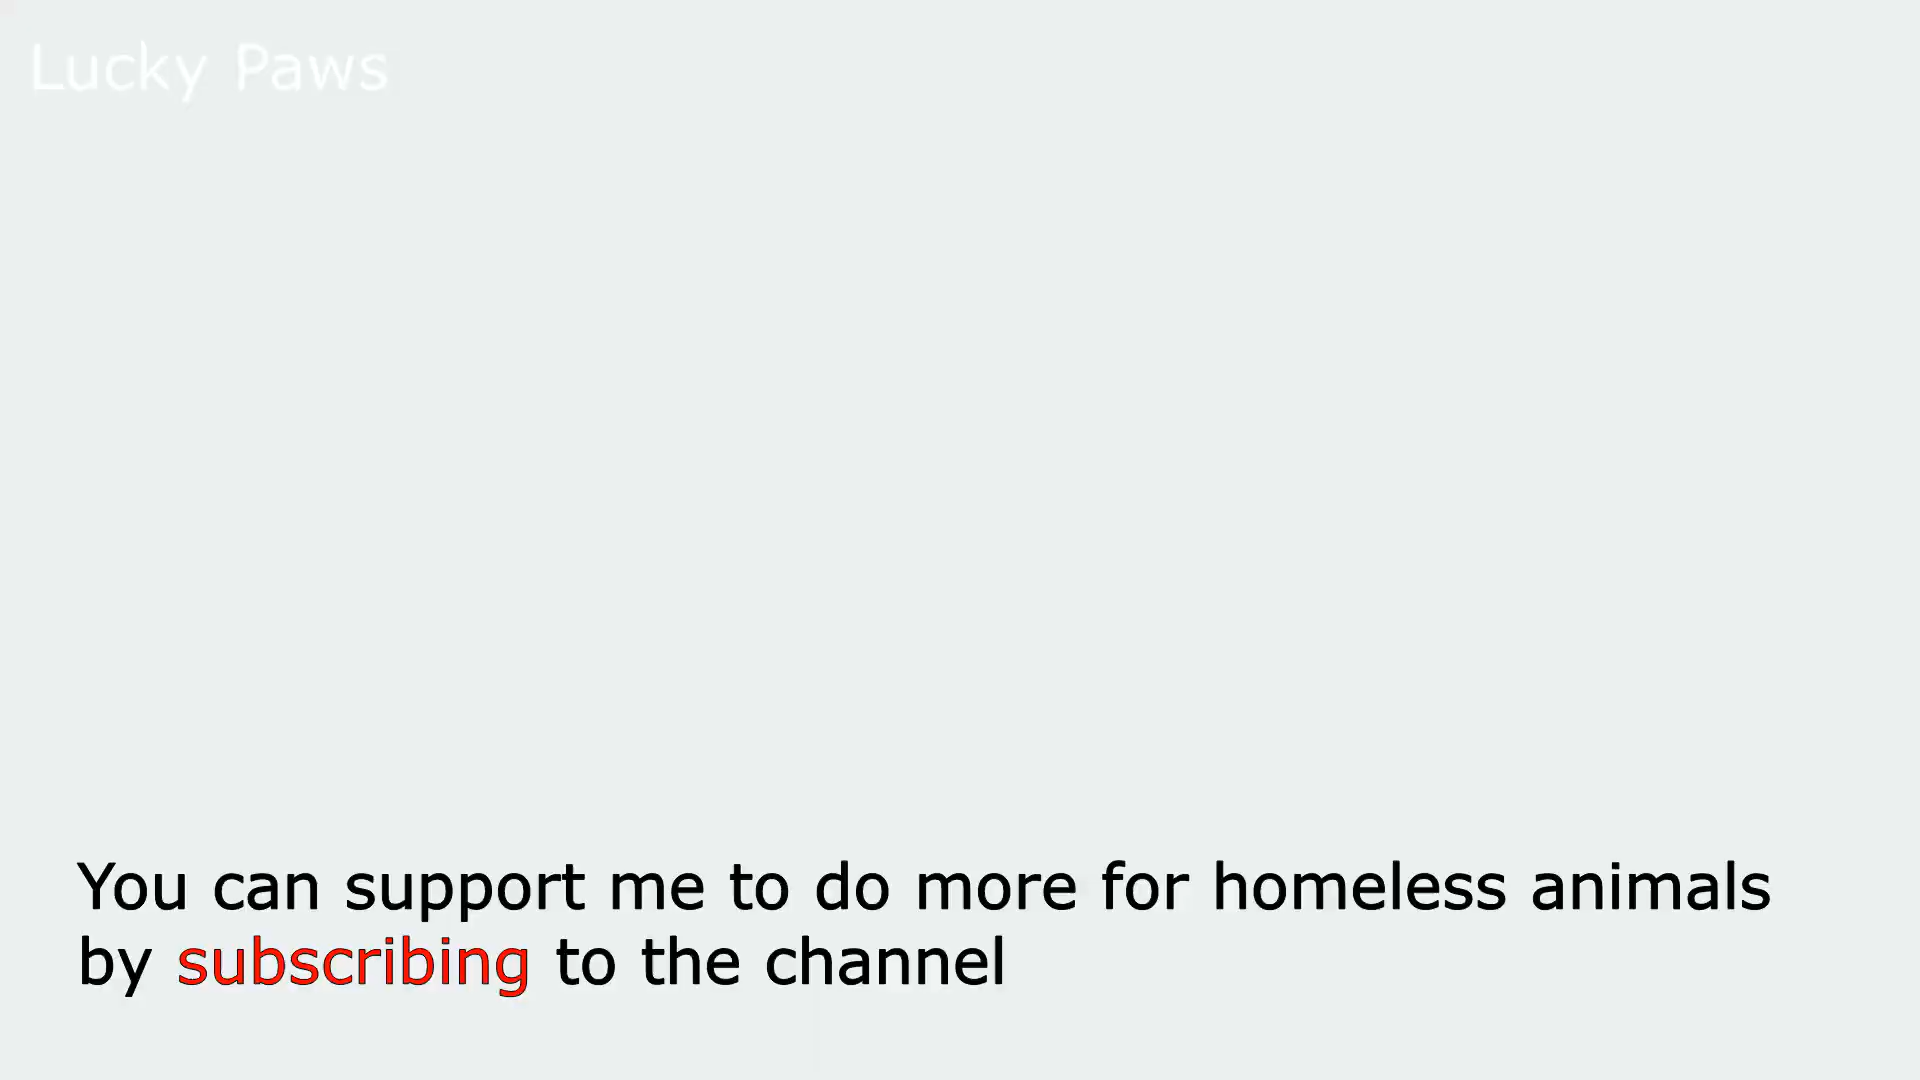 Lucky Paws
You can support me to do more for homeless animals
by subscribing to the channel